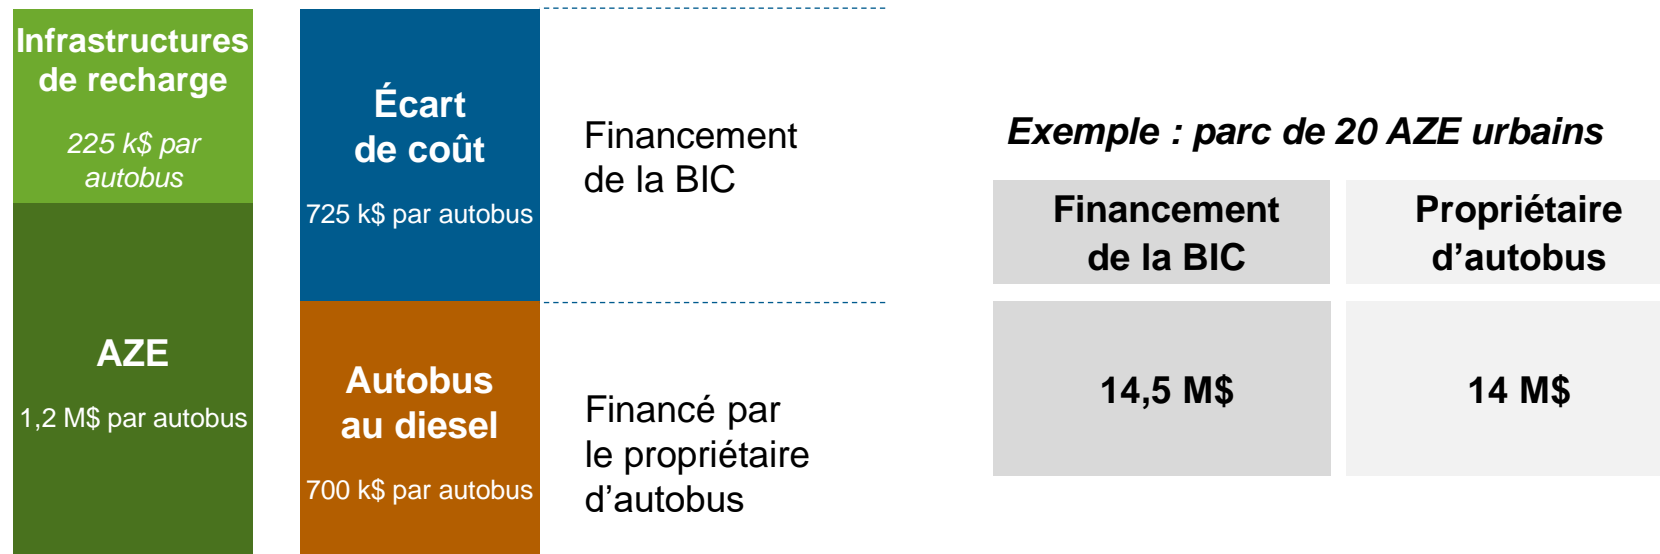 Infrastructures
de recharge
225 k$ par
autobus
AZE
1,2 M$ par autobus
Écart
de coût
725 k$ par autobus
Autobus
au diesel
700 k$ par autobus
Financement
de la BIC
Financé par
le propriétaire
d’autobus
Exemple : parc de 20 AZE urbains
Financement
de la BIC
Propriétaire
d’autobus
14,5 M$
14 M$